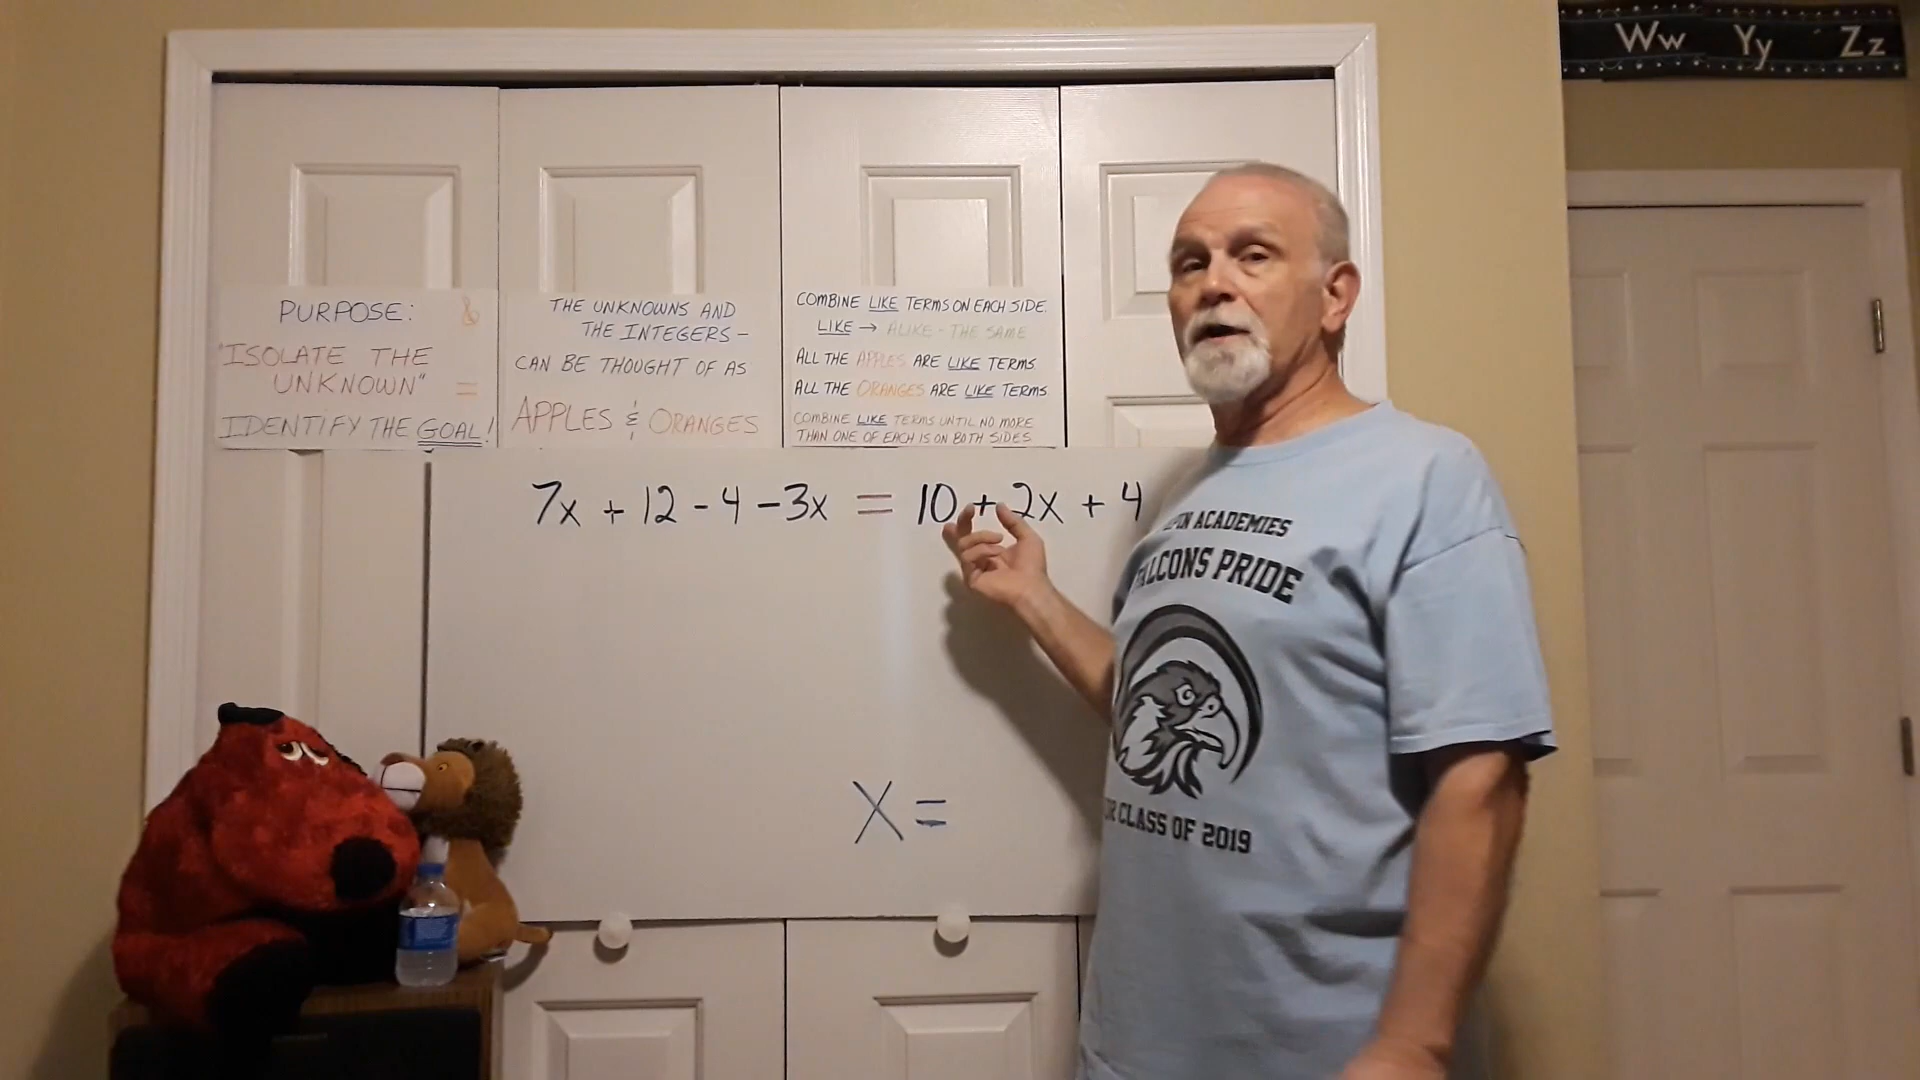 Ww Yy Zz
PURPOSE: &
"ISOLATE THE
UNKNOWN" =
IDENTIFY THE GOAL!
THE UNKNOWNS AND
THE INTEGERS -
CAN BE THOUGHT OF AS
APPLES & ORANGES
COMBINE LIKE TERMS ON EACH SIDE.
LIKE → ALIKE - THE SAME
ALL THE APPLES ARE LIKE TERMS
ALL THE ORANGES ARE LIKE TERMS
COMBINE LIKE TERMS UNTIL NO MORE
THAN ONE OF EACH IS ON BOTH SIDES
7x + 12 - 4 - 3x = 10 + 2x + 4
X =
ACADEMIES
FALCONS PRIDE
CLASS OF 2019